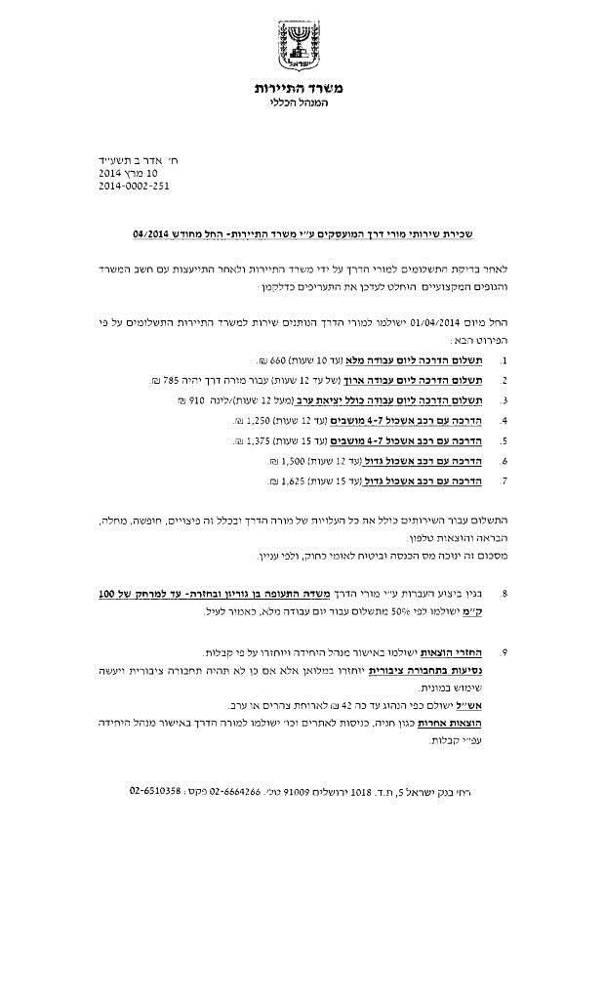 ישראל
משרד התיירות
המנהל הכללי
ח' אדר ב תשע"ד
10 מרץ 2014
2014-0002-251
שכירת שירותי מורי דרך המועסקים ע"י משרד התיירות- החל מחודש 04/2014
לאחר בדיקת התשלומים למורי הדרך על ידי משרד התיירות ולאחר התייעצות עם חשב המשרד
והגופים המקצועיים הוחלט לעדכן את התעריפים כדלקמן:
החל מיום 01/04/2014 ישולמו למורי הדרך הנותנים שירות למשרד התיירות התשלומים על פי
הפירוט הבא:
1. תשלום הדרכה ליום עבודה מלא (עד 10 שעות) 660 ₪.
2. תשלום הדרכה ליום עבודה ארוך (של עד 12 שעות) עבור מורה דרך יהיה 785 ₪.
3. תשלום הדרכה ליום עבודה כולל יציאת ערב (מעל 12 שעות)/לינה 910 ₪
4. הדרכה עם רכב אשכול 4-7 מושבים (עד 12 שעות) 1,250 ₪.
5. הדרכה עם רכב אשכול 4-7 מושבים (עד 15 שעות) 1,375 ₪.
6. הדרכה עם רכב אשכול גדול (עד 12 שעות) 1,500 ₪.
7. הדרכה עם רכב אשכול גדול (עד 15 שעות) 1,625 ₪.
התשלום עבור השירותים כולל את כל העלויות של מורה הדרך ובכלל זה פיצויים, חופשה, מחלה,
הבראה והוצאות טלפון.
מסכום זה ינוכה מס הכנסה וביטוח לאומי כחוק, ולפי עניין.
8. בגין ביצוע העברות ע"י מורי הדרך משדה התעופה בן גוריון ובחזרה- עד למרחק של 100
ק"מ ישולמו לפי 50% מתשלום עבור יום עבודה מלא, כאמור לעיל.
9. החזרי הוצאות ישולמו באישור מנהל היחידה ויוחזרו על פי קבלות.
נסיעות בתחבורה ציבורית יוחזרו במלואן אלא אם כן לא תהיה תחבורה ציבורית ויעשה
שימוש במונית.
אש"ל ישולם כפי הנהוג עד כה 42 ₪ לארוחת צהרים או ערב.
הוצאות אחרות כגון חניה, כניסות לאתרים וכו' ישולמו למורה הדרך באישור מנהל היחידה
עפ"י קבלות.
רח' בנק ישראל 5, ת.ד. 1018 ירושלים 91009 טל'. 02-6664266 פקס: 02-6510358